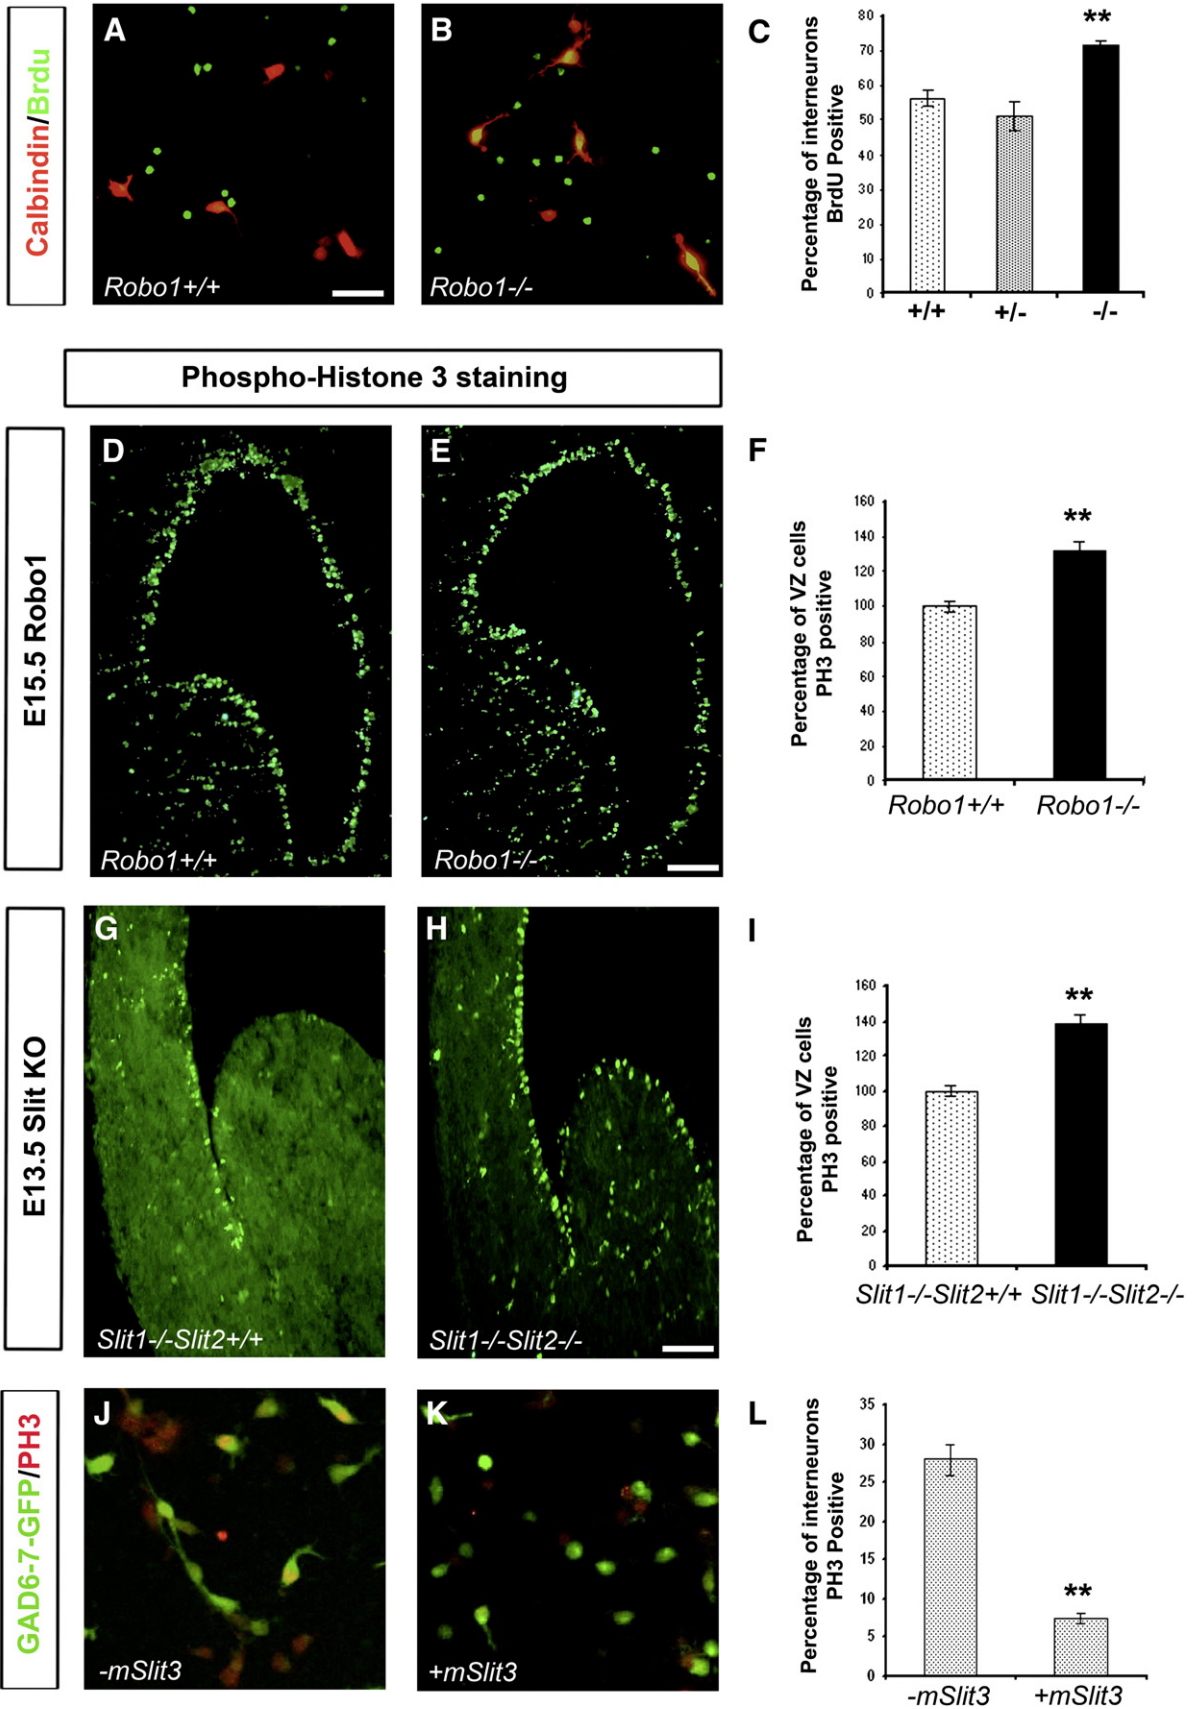 Calbindin/Brdu
A
Robo1+/+
B
Robo1-/-
C
Percentage of interneurons
BrdU Positive
80
70
60
50
40
30
20
10
0
**
+/+
+/-
-/-
Phospho-Histone 3 staining
E15.5 Robo1
D
Robo1+/+
E
Robo1-/-
F
Percentage of VZ cells
PH3 positive
160
140
120
100
80
60
40
20
0
**
Robo1+/+
Robo1-/-
E13.5 Slit KO
G
Slit1-/-Slit2+/+
H
Slit1-/-Slit2-/-
I
Percentage of VZ cells
PH3 positive
160
140
120
100
80
60
40
20
0
**
Slit1-/-Slit2+/+
Slit1-/-Slit2-/-
GAD6-7-GFP/PH3
J
-mSlit3
K
+mSlit3
L
Percentage of interneurons
PH3 Positive
35
30
25
20
15
10
5
0
**
-mSlit3
+mSlit3